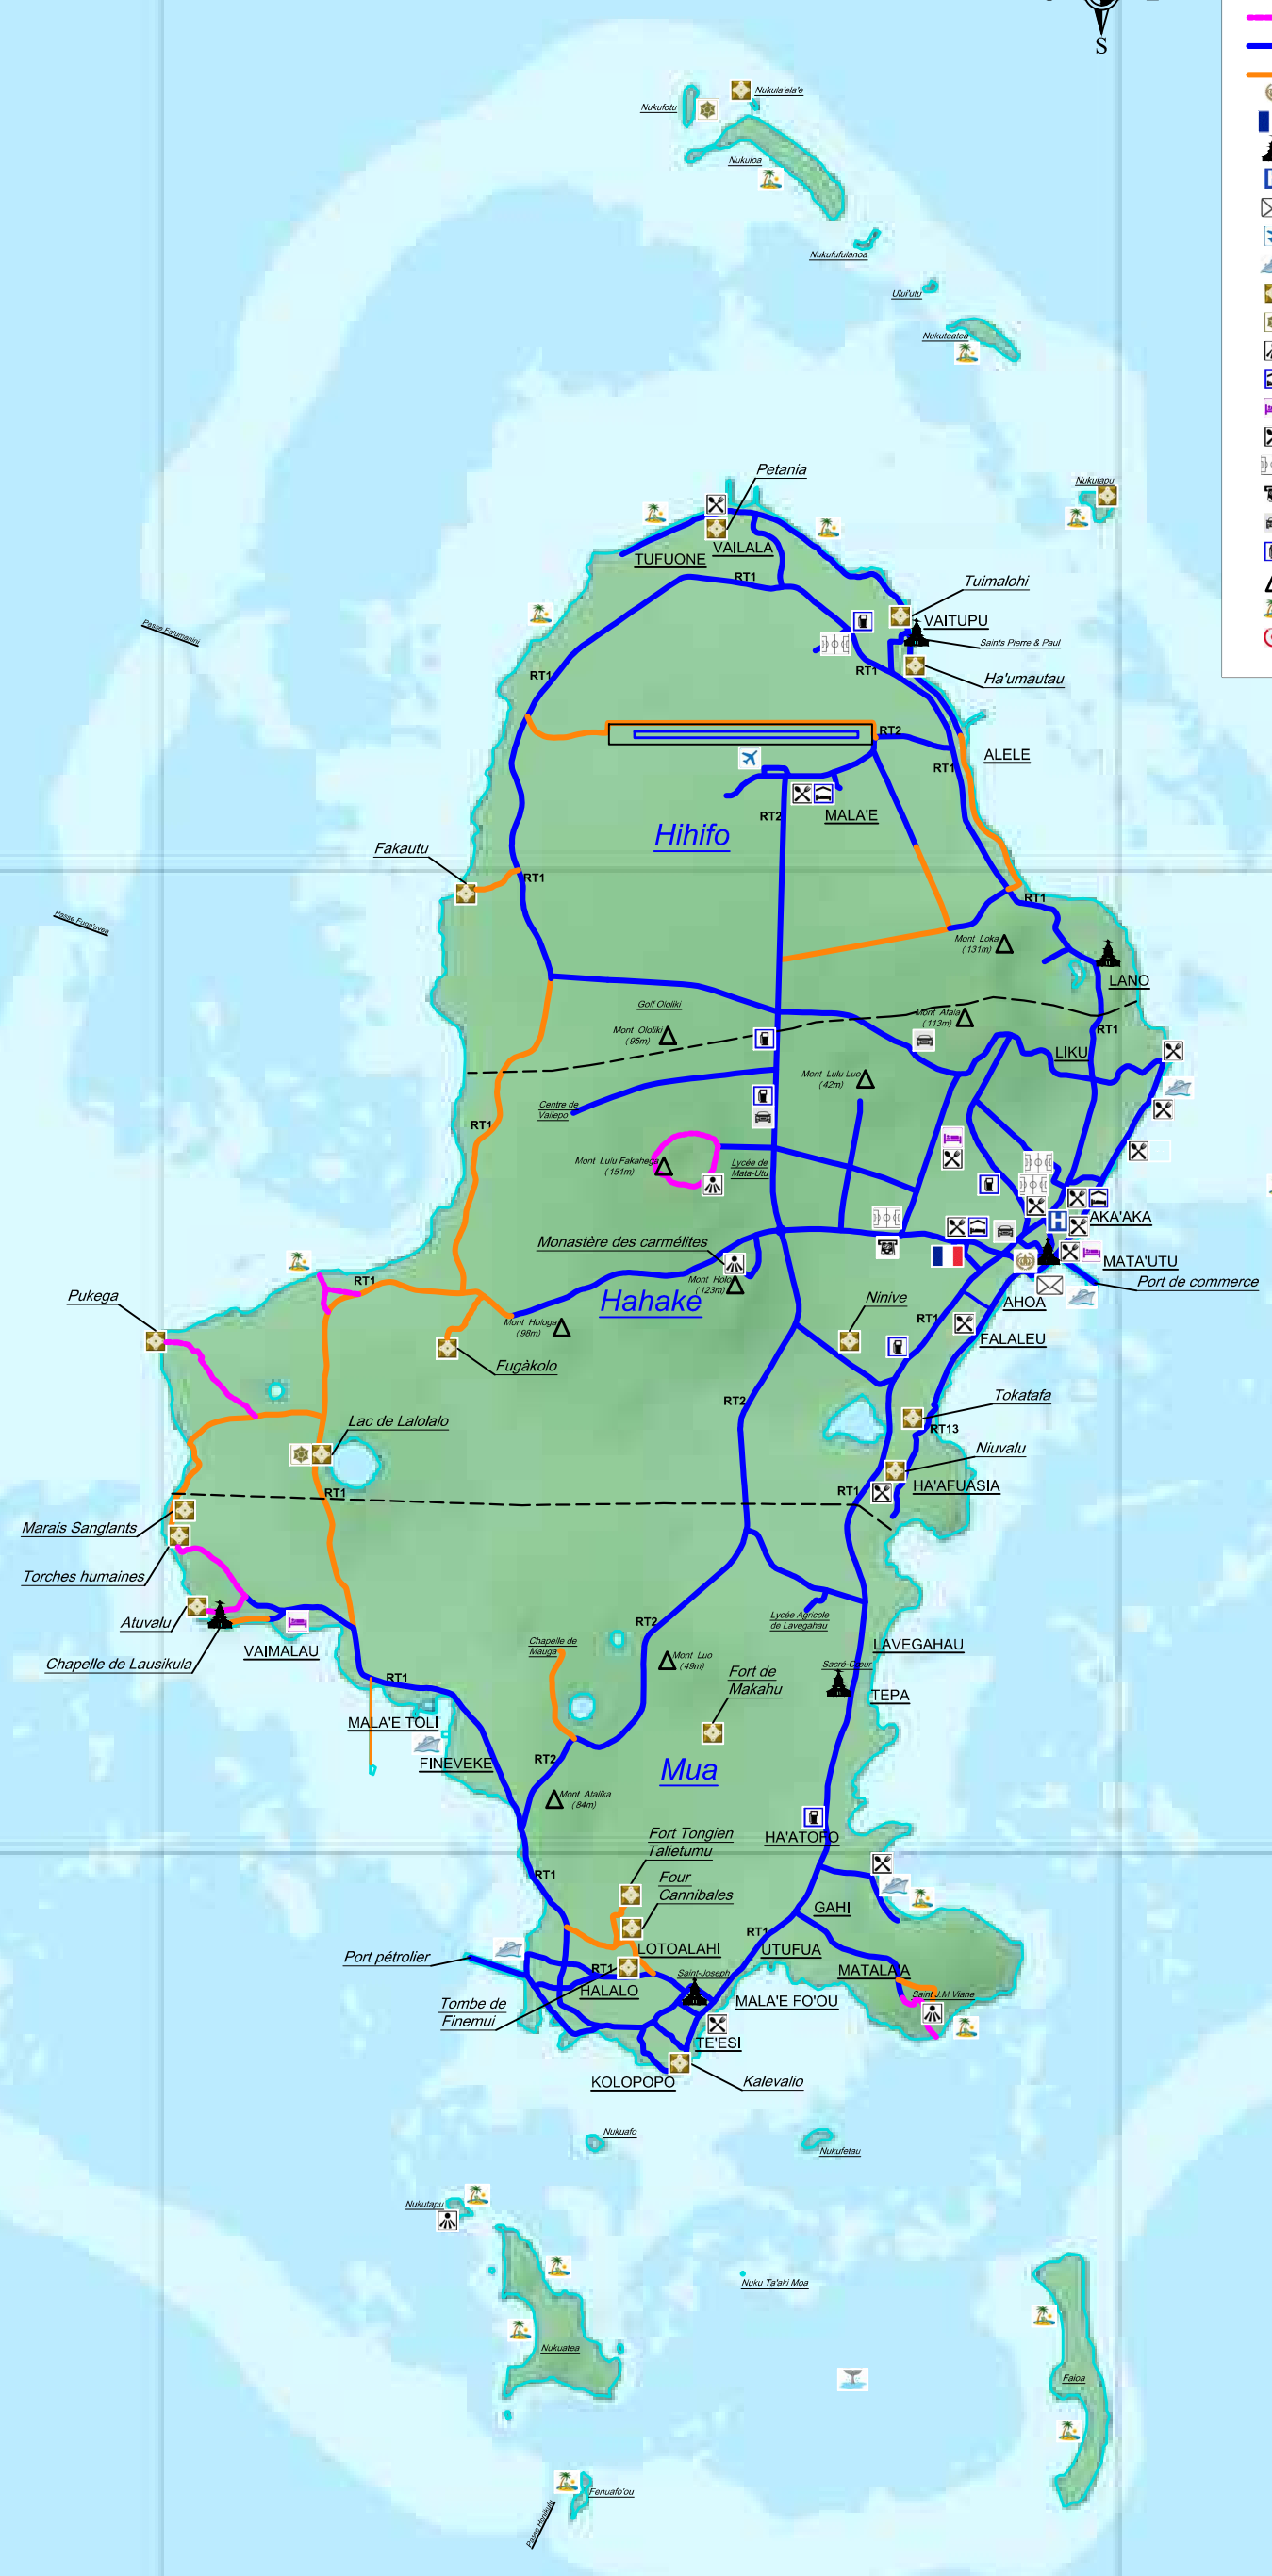 S
Nukula'ela'e
Nukufotu
Nukuloa
Nukufufulanoa
Ului'utu
Nukuteatea
Petania
Nukutapu
VAILALA
TUFUONE
RT1
Tuimalohi
VAITUPU
Saints Pierre & Paul
Passe Fatumanini
RT1
RT1
Ha'umautau
RT2
ALELE
RT1
MALA'E
RT2
Hihifo
Fakautu
RT1
RT1
Passe Fuga'uvea
Mont Loka
(131m)
LANO
Golf Ololiki
Mont Afala
(113m)
Mont Ololiki
(95m)
RT1
LIKU
Mont Lulu Luo
(42m)
Centre de
Vailepo
RT1
Mont Lulu Fakahega
(151m)
Lycée de
Mata-Utu
H
AKA'AKA
Monastère des carmélites
MATA'UTU
Port de commerce
Mont Holo
(123m)
RT1
Pukega
Hahake
Ninive
AHOA
Mont Hologa
(98m)
RT1
FALALEU
Fugàkolo
Tokatafa
RT2
Lac de Lalolalo
RT13
Niuvalu
HA'AFUASIA
RT1
RT1
Marais Sanglants
Torches humaines
Atuvalu
RT2
Lycée Agricole
de Lavegahau
VAIMALAU
Chapelle de
Mauga
LAVEGAHAU
Chapelle de Lausikula
Mont Luo
(49m)
Sacré-Cœur
Fort de
Makahu
RT1
TEPA
MALA'E TOLI
FINEVEKE
RT2
Mua
Mont Atalika
(84m)
Fort Tongien
Talietumu
HA'ATOFO
RT1
Four
Cannibales
GAHI
RT1
LOTOALAHI
UTUFUA
Port pétrolier
RT1
MATALAA
Saint-Joseph
HALALO
Saint J.M Viane
MALA'E FO'OU
Tombe de
Finemui
TE'ESI
KOLOPOPO
Kalevalio
Nukuafo
Nukufetau
Nukutapu
Nuku Ta'aki Moa
Nukuatea
Faioa
Fenuafo'ou
Passe Honikulu